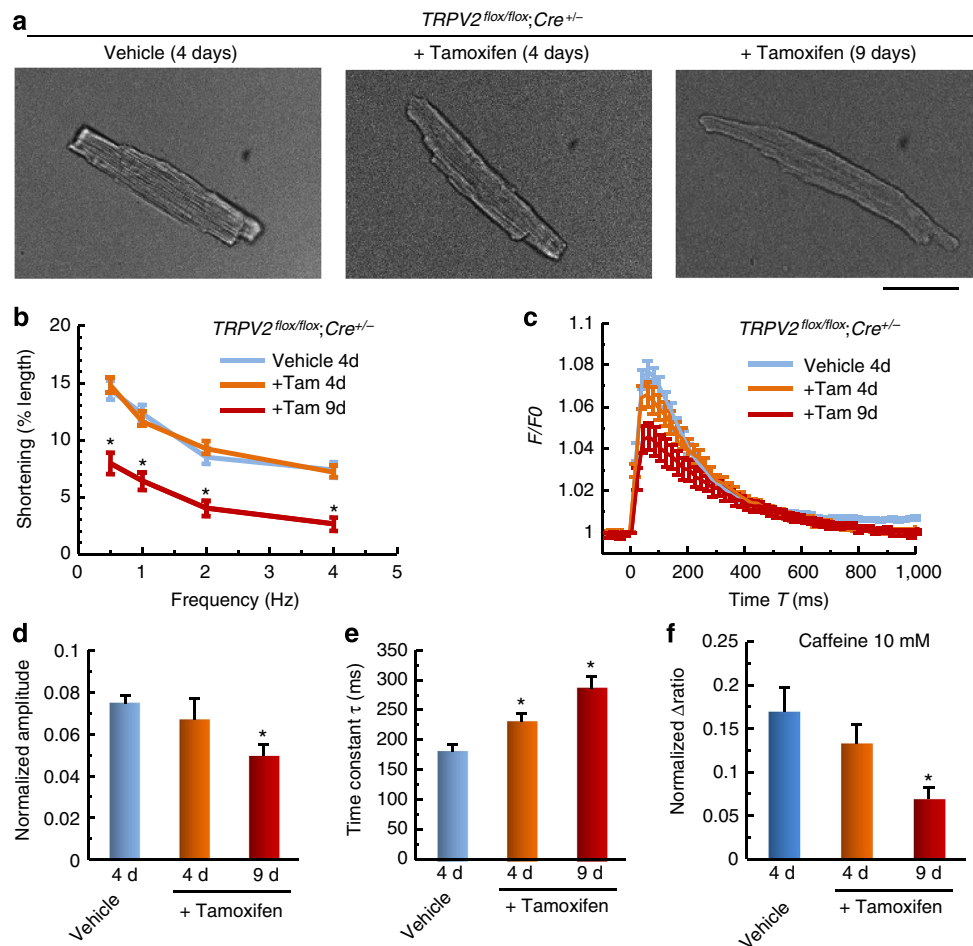 a
TRPV2flox/flox;Cre+/–
Vehicle (4 days)
+ Tamoxifen (4 days)
+ Tamoxifen (9 days)
b
TRPV2flox/flox;Cre+/–
Vehicle 4d
+Tam 4d
+Tam 9d
Shortening (% length)
20
15
10
5
0
* * * *
0 1 2 3 4 5
Frequency (Hz)
c
TRPV2flox/flox;Cre+/–
Vehicle 4d
+Tam 4d
+Tam 9d
F/F0
1.1
1.08
1.06
1.04
1.02
1
0 200 400 600 800 1,000
Time T (ms)
d
Normalized amplitude
0.1
0.08
0.06
0.04
0.02
0
*
4 d 4 d 9 d
Vehicle
+ Tamoxifen
e
Time constant τ (ms)
350
300
250
200
150
100
50
0
* *
4 d 4 d 9 d
Vehicle
+ Tamoxifen
f
Caffeine 10 mM
Normalized Δratio
0.25
0.2
0.15
0.1
0.05
0
*
4 d 4 d 9 d
Vehicle
+ Tamoxifen